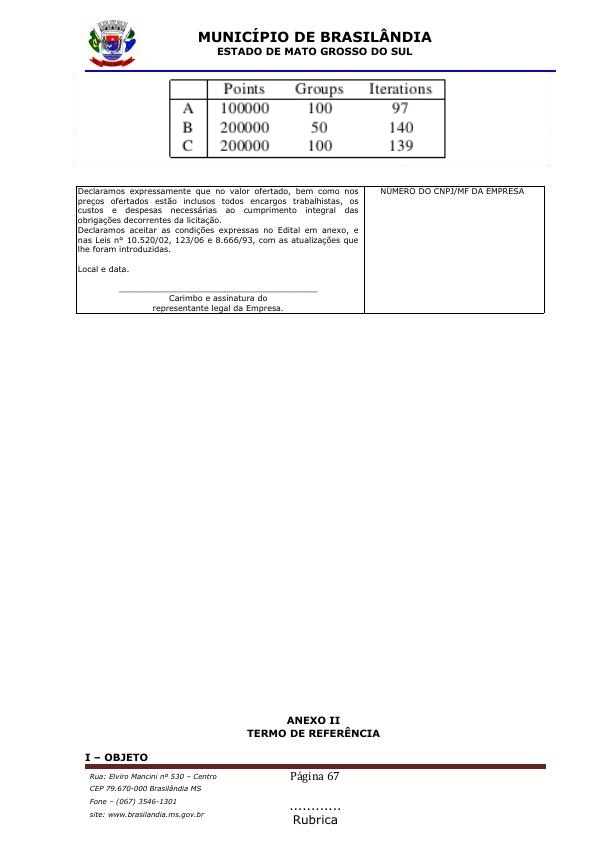 MUNICÍPIO DE BRASILÂNDIA
ESTADO DE MATO GROSSO DO SUL
Points Groups Iterations
A 100000 100 97
B 200000 50 140
C 200000 100 139
Declaramos expressamente que no valor ofertado, bem como nos
preços ofertados estão inclusos todos encargos trabalhistas, os
custos e despesas necessárias ao cumprimento integral das
obrigações decorrentes da licitação.
Declaramos aceitar as condições expressas no Edital em anexo, e
nas Leis n° 10.520/02, 123/06 e 8.666/93, com as atualizações que
lhe foram introduzidas.
Local e data.
Carimbo e assinatura do
representante legal da Empresa.
NÚMERO DO CNPJ/MF DA EMPRESA
ANEXO II
TERMO DE REFERÊNCIA
I – OBJETO
Rua: Elviro Mancini nº 530 – Centro
CEP 79.670-000 Brasilândia MS
Fone – (067) 3546-1301
site: www.brasilandia.ms.gov.br
Página 67
............
Rubrica